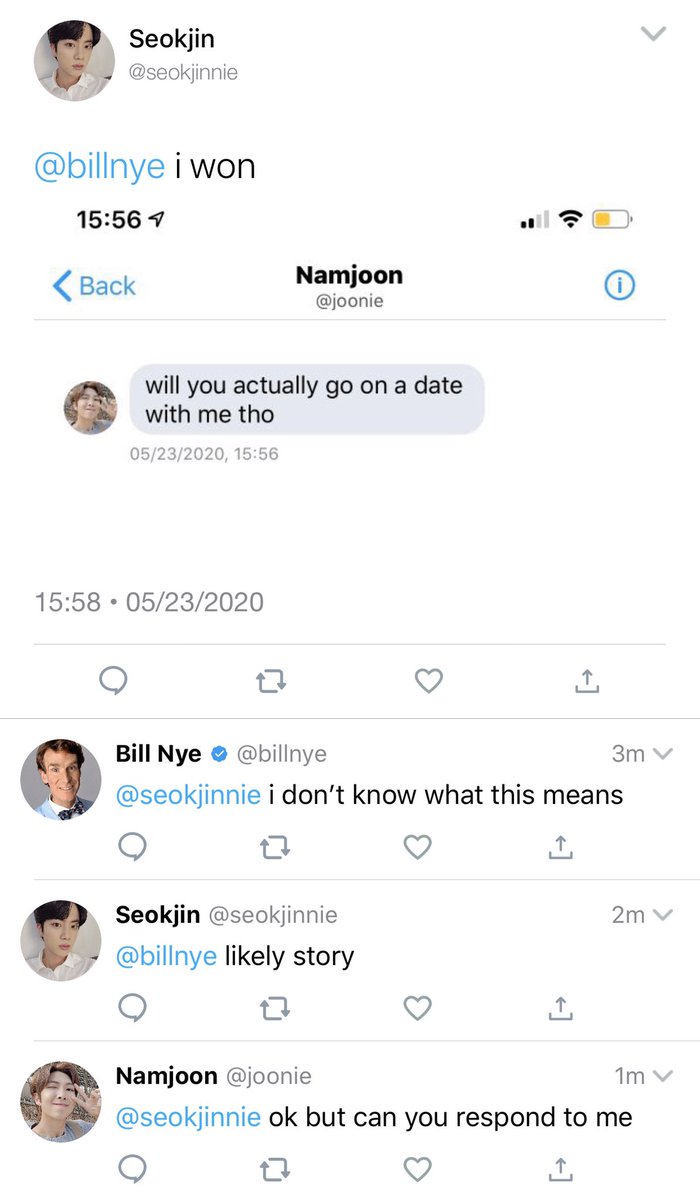 Seokjin
@seokjinnie
@billnye i won
15:56
Back
Namjoon
@joonie
will you actually go on a date
with me tho
05/23/2020, 15:56
15:58 • 05/23/2020
Bill Nye @billnye 3m
@seokjinnie i don’t know what this means
Seokjin @seokjinnie 2m
@billnye likely story
Namjoon @joonie 1m
@seokjinnie ok but can you respond to me